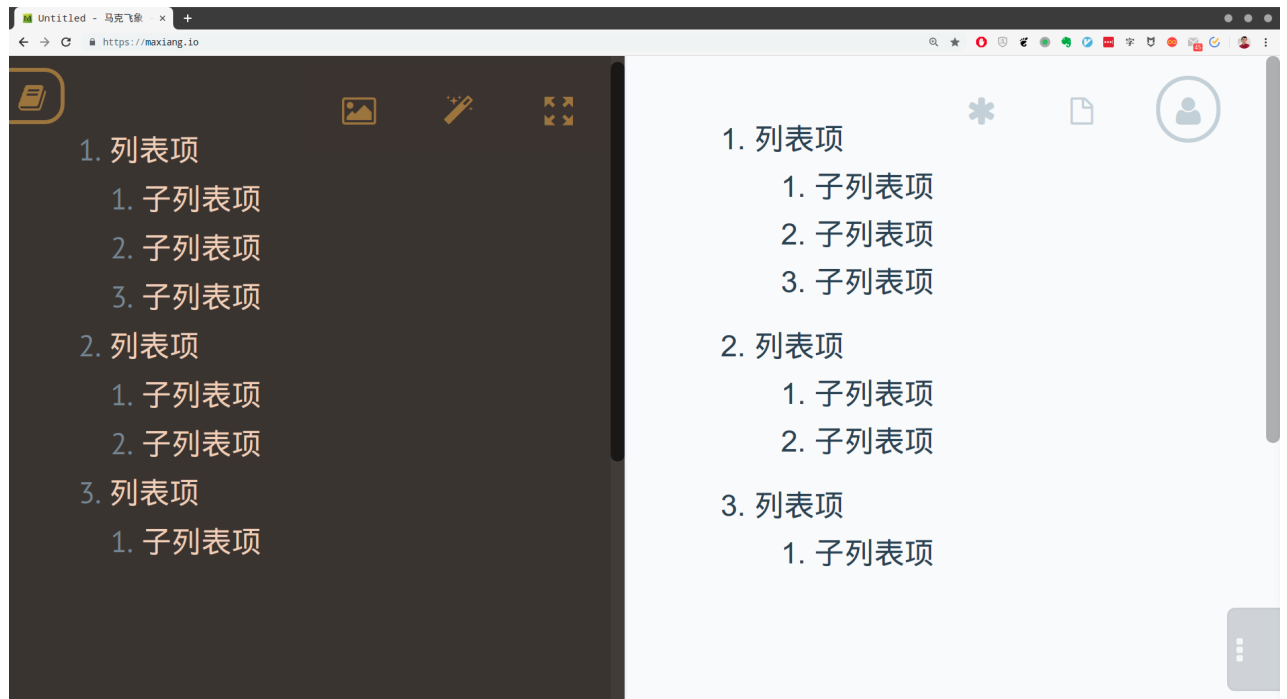 Untitled - 马克飞象
https://maxiang.io
1. 列表项
1. 子列表项
2. 子列表项
3. 子列表项
2. 列表项
1. 子列表项
2. 子列表项
3. 列表项
1. 子列表项
1. 列表项
1. 子列表项
2. 子列表项
3. 子列表项
2. 列表项
1. 子列表项
2. 子列表项
3. 列表项
1. 子列表项